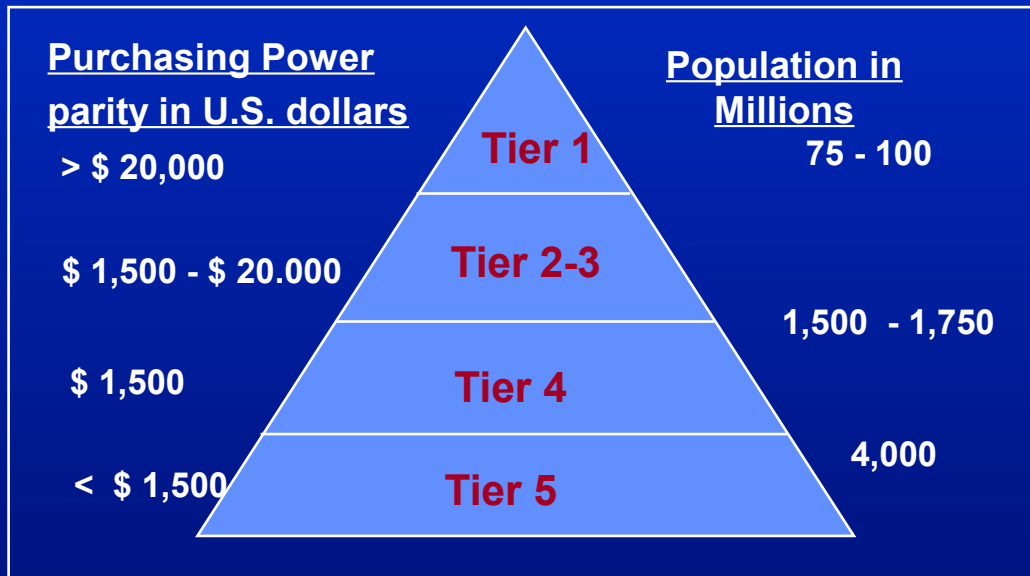 Purchasing Power
parity in U.S. dollars
Population in
Millions
Tier 1
75 - 100
> $ 20,000
Tier 2-3
$ 1,500 - $ 20.000
1,500  - 1,750
$ 1,500
Tier 4
4,000
<  $ 1,500
Tier 5